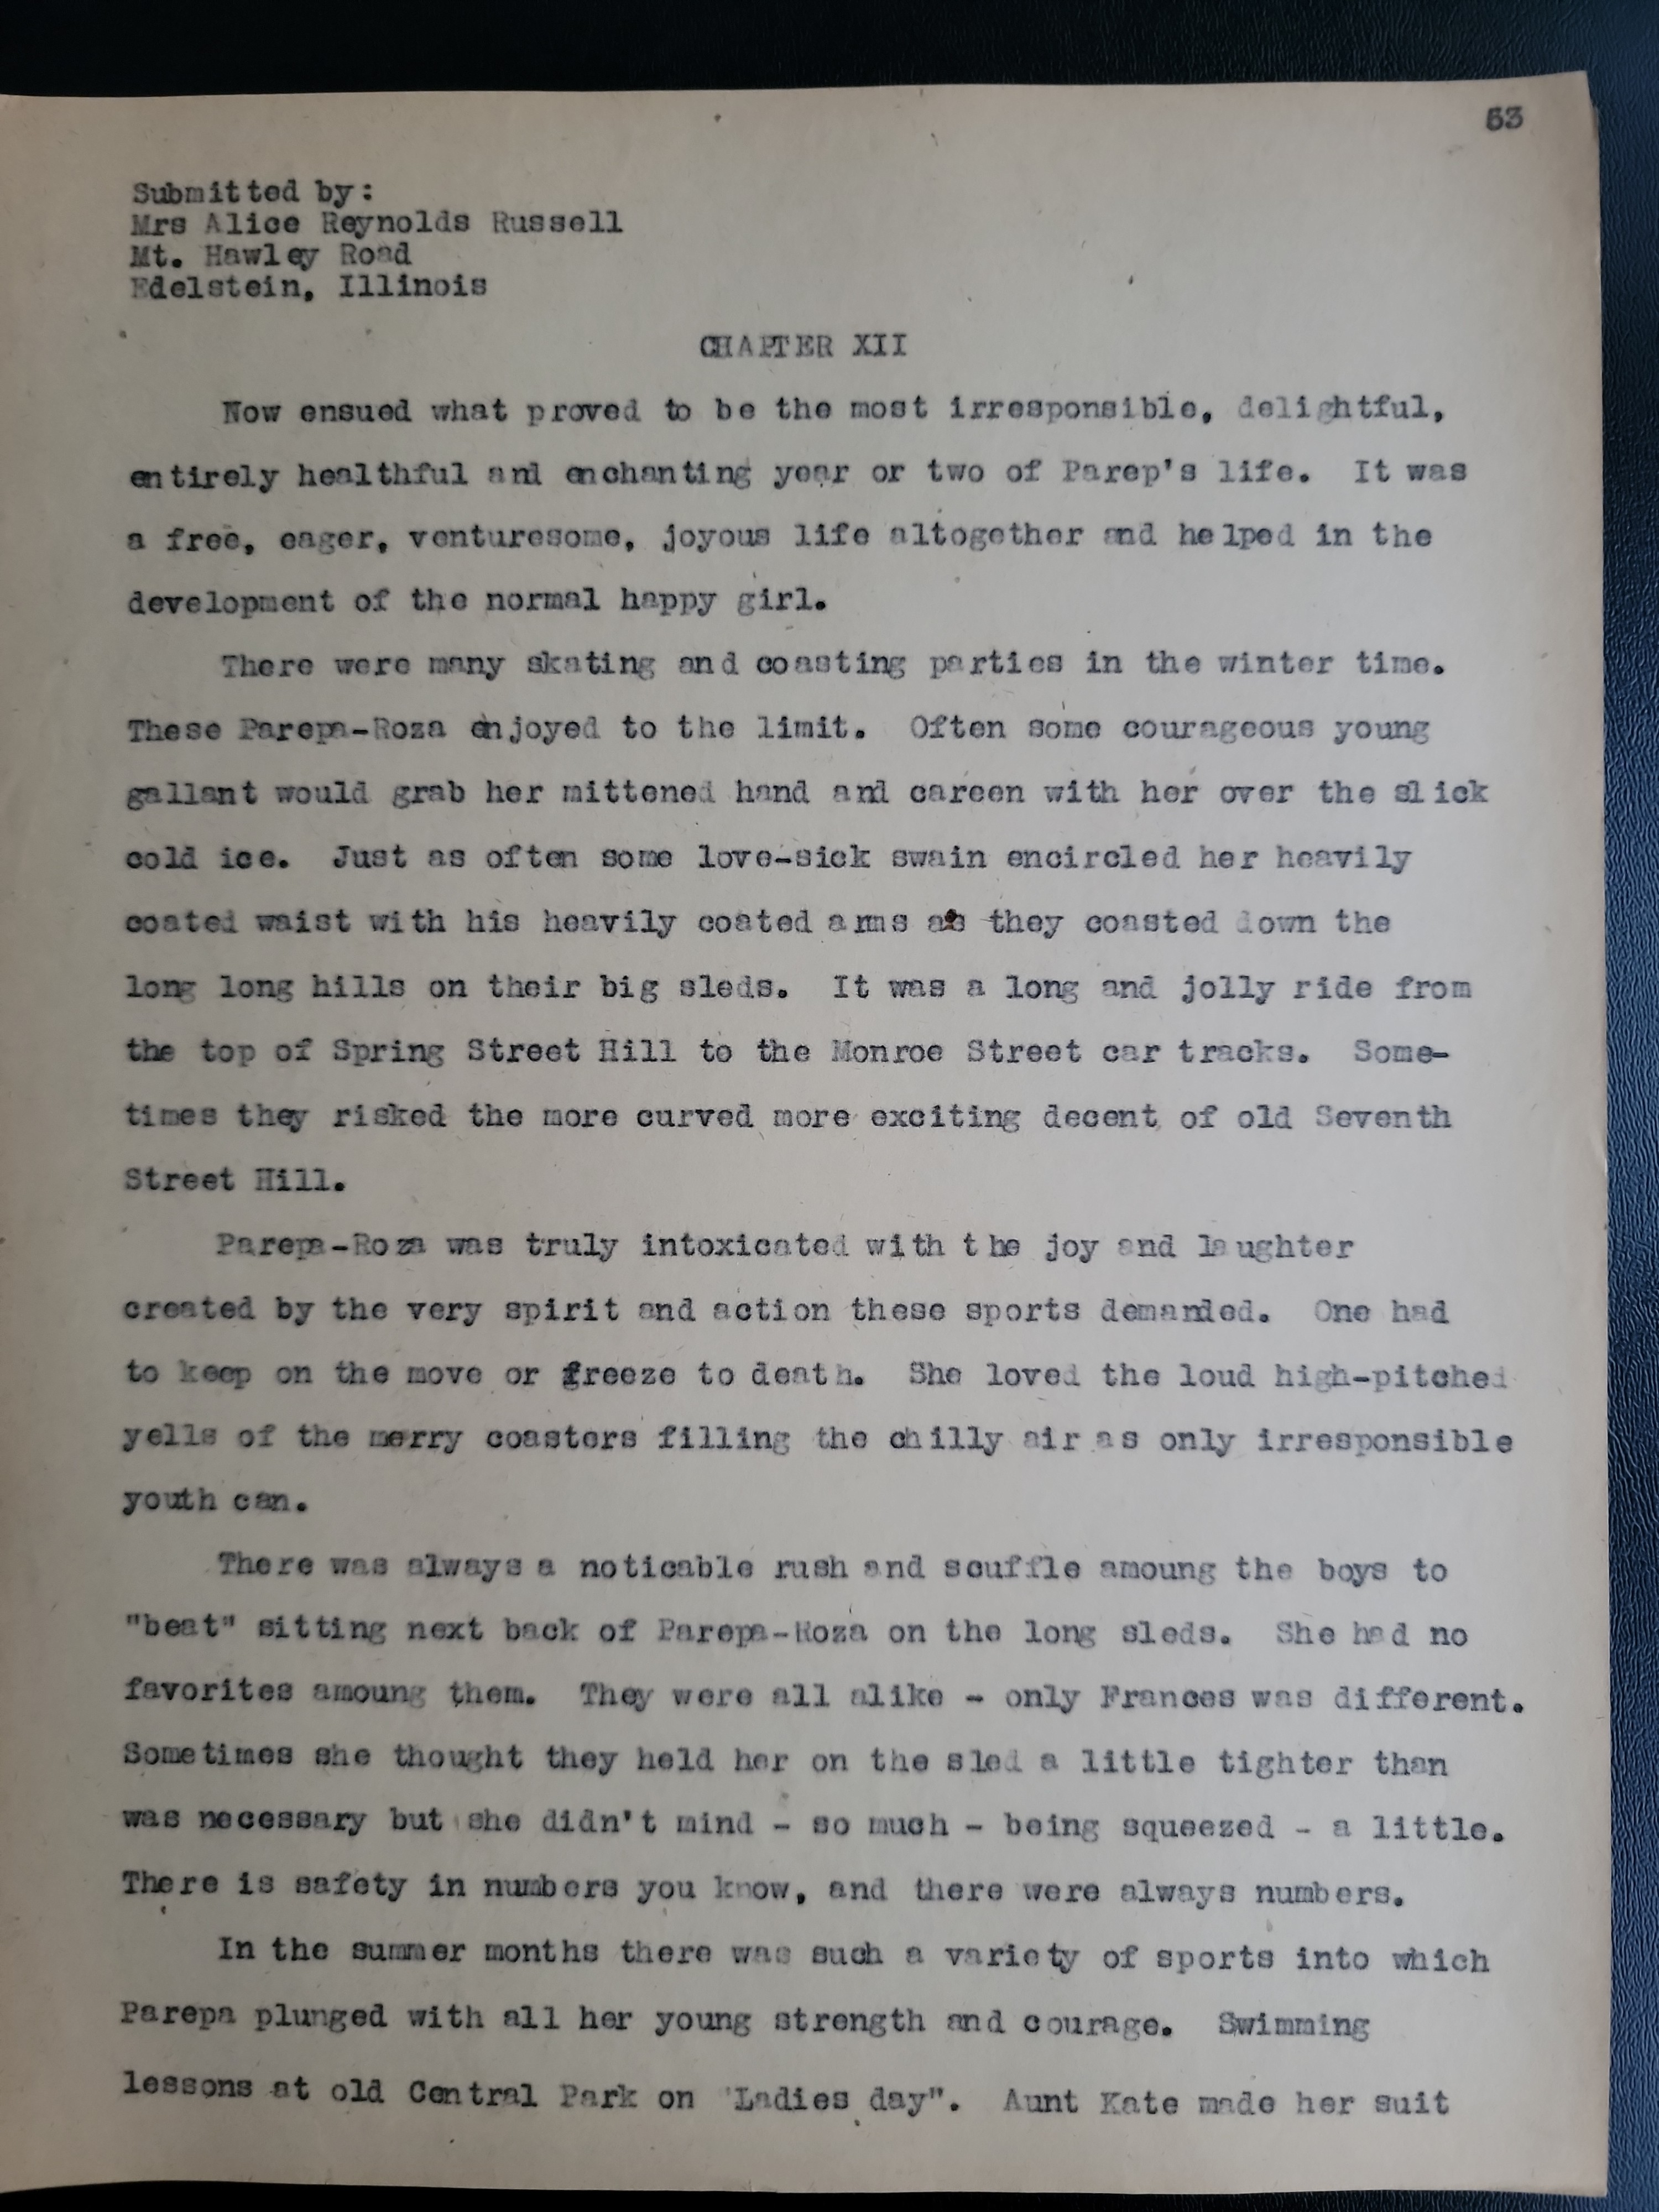 53
Submitted by:
Mrs Alice Reynolds Russell
Mt. Hawley Road
Edelstein, Illinois
CHAPTER XII
Now ensued what proved to be the most irresponsible, delightful,
entirely healthful and enchanting year or two of Parep's life. It was
a free, eager, venturesome, joyous life altogether and helped in the
development of the normal happy girl.
There were many skating and coasting parties in the winter time.
These Parepa-Roza enjoyed to the limit. Often some courageous young
gallant would grab her mittened hand and careen with her over the slick
cold ice. Just as often some love-sick swain encircled her heavily
coated waist with his heavily coated arms as they coasted down the
long long hills on their big sleds. It was a long and jolly ride from
the top of Spring Street Hill to the Monroe Street car tracks. Some-
times they risked the more curved more exciting decent of old Seventh
Street Hill.
Parepa-Roza was truly intoxicated with the joy and laughter
created by the very spirit and action these sports demanded. One had
to keep on the move or freeze to death. She loved the loud high-pitched
yells of the merry coasters filling the chilly air as only irresponsible
youth can.
There was always a noticable rush and scuffle amoung the boys to
"beat" sitting next back of Parepa-Roza on the long sleds. She had no
favorites amoung them. They were all alike - only Frances was different.
Sometimes she thought they held her on the sled a little tighter than
was necessary but she didn't mind - so much - being squeezed - a little.
There is safety in numbers you know, and there were always numbers.
In the summer months there was such a variety of sports into which
Parepa plunged with all her young strength and courage. Swimming
lessons at old Central Park on "Ladies day". Aunt Kate made her suit